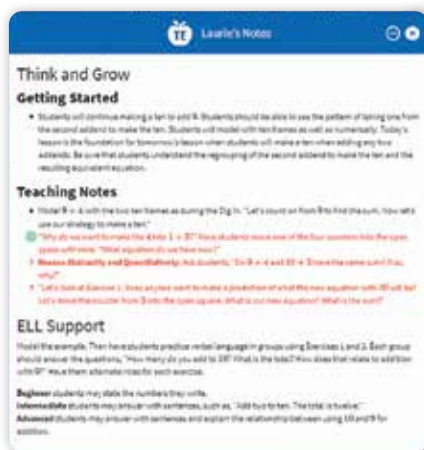 TE Laurie's Notes
Think and Grow
Getting Started
• Students will continue making a ten to add 9. Students should be able to see the pattern of taking one from
the second addend to make the ten. Students will model with ten frames as well as numerically. Today's
lesson is the foundation for tomorrow's lesson when students will make a ten when adding any two
addends. Be sure that students understand the regrouping of the second addend to make the ten and the
resulting equivalent equation.
Teaching Notes
• Model 9 + 4 with the two ten frames as during the Dig In. "Let's count on from 9 to find the sum. Now let's
use our strategy to make a ten."
"Why do we want to make the 4 into 1 + 3?" Have students move one of the four counters into the open
space with nine. "What equation do we have now?"
• Reason Abstractly and Quantitatively: Ask students, "Do 9 + 4 and 10 + 3 have the same sum? If so,
why?"
• "Let's look at Exercise 1. Does anyone want to make a prediction of what the new equation with 10 will be?
Let's move the counter from 3 into the open square. What is our new equation? What is the sum?"
ELL Support
Model the example. Then have students practice verbal language in groups using Exercises 1 and 2. Each group
should answer the questions, "How many do you add to 10? What is the total? How does that relate to addition
with 9?" Have them alternate roles for each exercise.
Beginner students may state the numbers they write.
Intermediate students may answer with sentences, such as, "Add two to ten. The total is twelve."
Advanced students may answer with sentences and explain the relationship between using 10 and 9 for
addition.